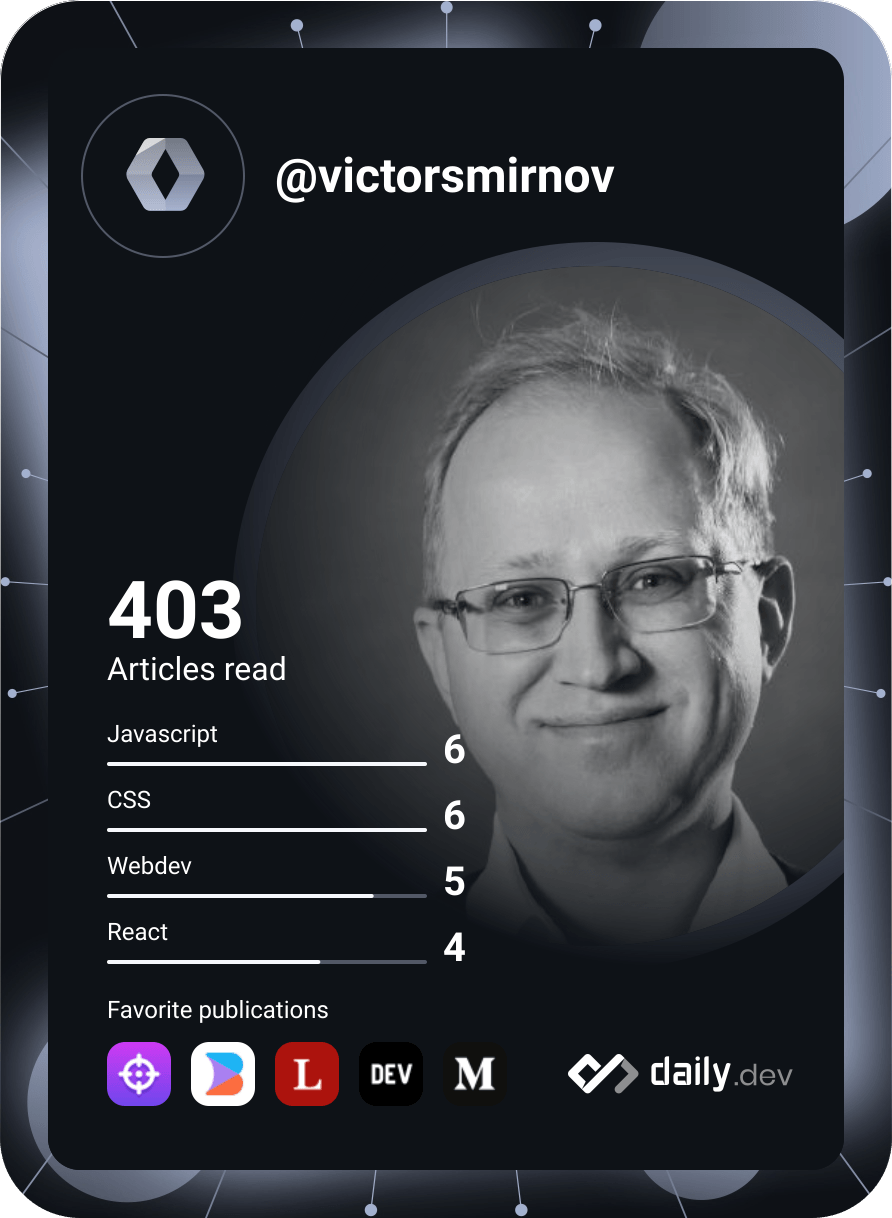 @victorsmirnov
403
Articles read
Javascript
6
CSS
6
Webdev
5
React
4
Favorite publications
L
DEV
M
daily.dev